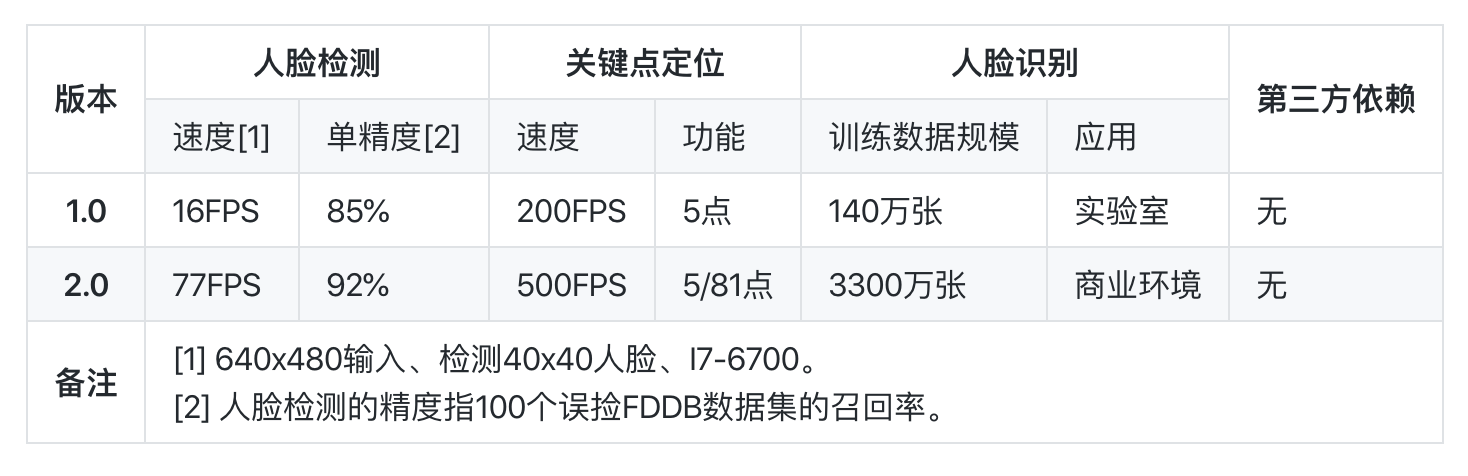 版本 人脸检测 关键点定位 人脸识别 第三方依赖
速度[1] 单精度[2] 速度 功能 训练数据规模 应用
1.0 16FPS 85% 200FPS 5点 140万张 实验室 无
2.0 77FPS 92% 500FPS 5/81点 3300万张 商业环境 无
备注
[1] 640x480输入、检测40x40人脸、I7-6700。
[2] 人脸检测的精度指100个误捡FDDB数据集的召回率。